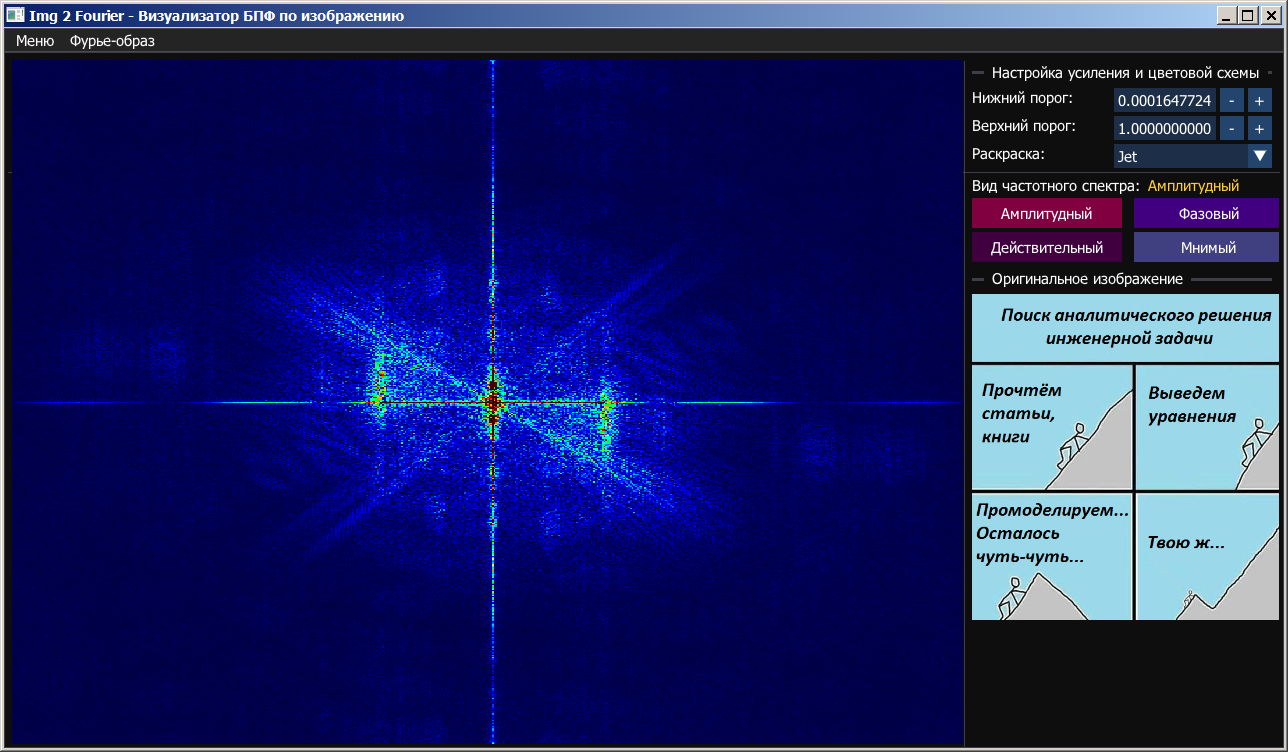 Img 2 Fourier - Визуализатор БПФ по изображению
Меню Фурье-образ
Настройка усиления и цветовой схемы
Нижний порог: 0.0001647724 - +
Верхний порог: 1.0000000000 - +
Раскраска: Jet
Вид частотного спектра: Амплитудный
Амплитудный Фазовый
Действительный Мнимый
Оригинальное изображение
Поиск аналитического решения
инженерной задачи
Прочтём
статьи,
книги
Выведем
уравнения
Промоделируем...
Осталось
чуть-чуть...
Твою ж...